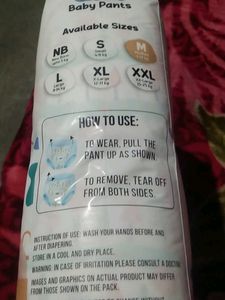 Baby Pants
Available Sizes
NB
S
M
L
XL
XXL
HOW TO USE:
TO WEAR, PULL THE
PANT UP AS SHOWN.
TO REMOVE, TEAR OFF
FROM BOTH SIDES.
INSTRUCTION OF USE: WASH YOUR HANDS BEFORE AND
AFTER DIAPERING.
STORE IN A COOL AND DRY PLACE.
WARNING: IN CASE OF IRRITATION PLEASE CONSULT A DOCTOR
IMAGES AND GRAPHICS ON ACTUAL PRODUCT MAY DIFFER
FROM THOSE SHOWN ON THE PACK.